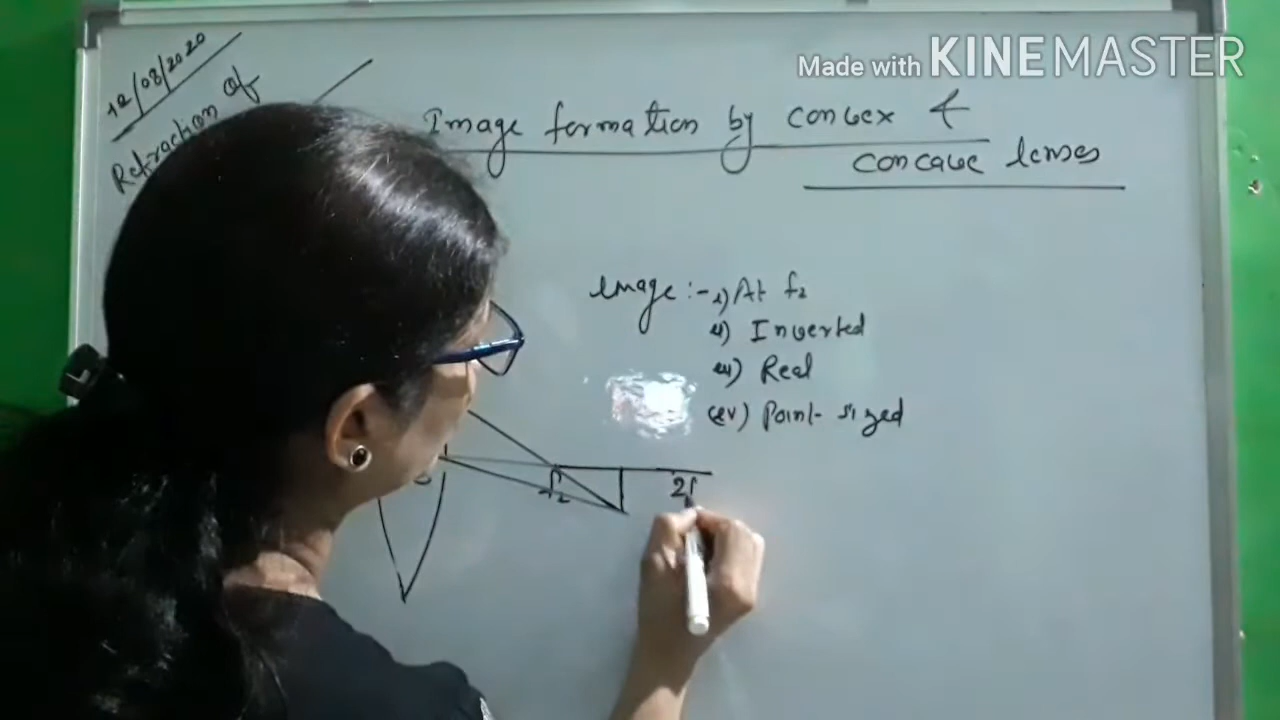 Made with KINEMASTER
12/08/2020
Refraction of
Image formation by convex &
concave lenses
Image :- i) At f₂
ii) Inverted
iii) Real
(iv) Point-sized
f₂
2f